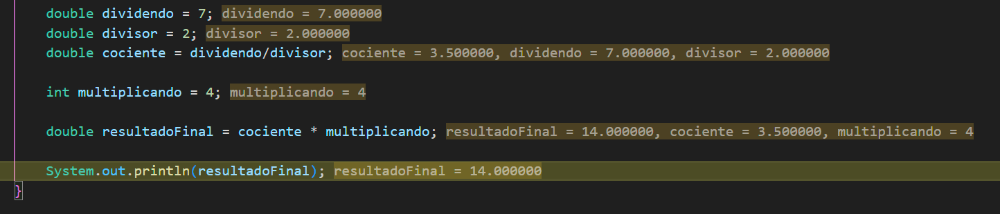 double dividendo = 7; dividendo = 7.000000
double divisor = 2; divisor = 2.000000
double cociente = dividendo/divisor; cociente = 3.500000, dividendo = 7.000000, divisor = 2.000000
int multiplicando = 4; multiplicando = 4
double resultadoFinal = cociente * multiplicando; resultadoFinal = 14.000000, cociente = 3.500000, multiplicando = 4
System.out.println(resultadoFinal); resultadoFinal = 14.000000
}